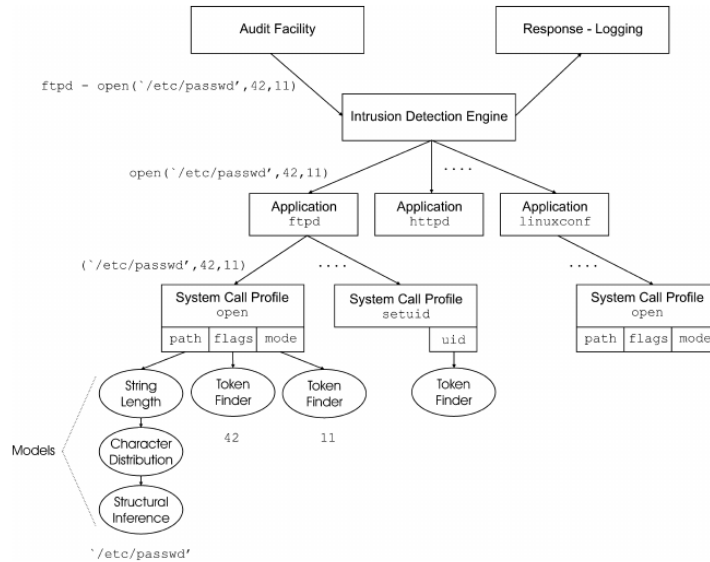 Audit Facility
Response - Logging
ftpd - open(`/etc/passwd',42,11)
Intrusion Detection Engine
open(`/etc/passwd',42,11)
....
Application
ftpd
Application
httpd
Application
linuxconf
(`/etc/passwd',42,11)
....
....
System Call Profile
open
path flags mode
System Call Profile
setuid
uid
System Call Profile
open
path flags mode
String
Length
Token
Finder
Token
Finder
Token
Finder
42
11
Models
Character
Distribution
Structural
Inference
`/etc/passwd'